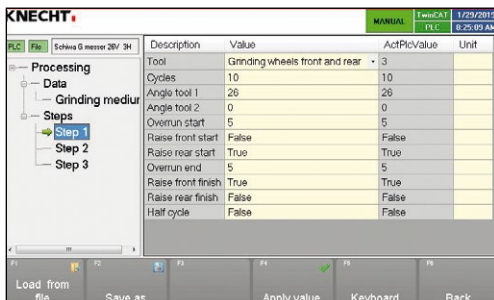 KNECHT
MANUAL
TwinCAT
PLC
1/29/2015
8:25:09 AM
PLC File Schiwa G messer 26V 3H
Processing
Data
Grinding mediur
Steps
Step 1
Step 2
Step 3
Description Value ActPlcValue Unit
Tool Grinding wheels front and rear 3
Cycles 10 10
Angle tool 1 26 26
Angle tool 2 0 0
Overrun start 5 5
Raise front start False False
Raise rear start True True
Overrun end 5 5
Raise front finish True True
Raise rear finish False False
Half cycle False False
F1 F2 F3 F4 F5 F6
Load from
file Save as Apply value Keyboard Back